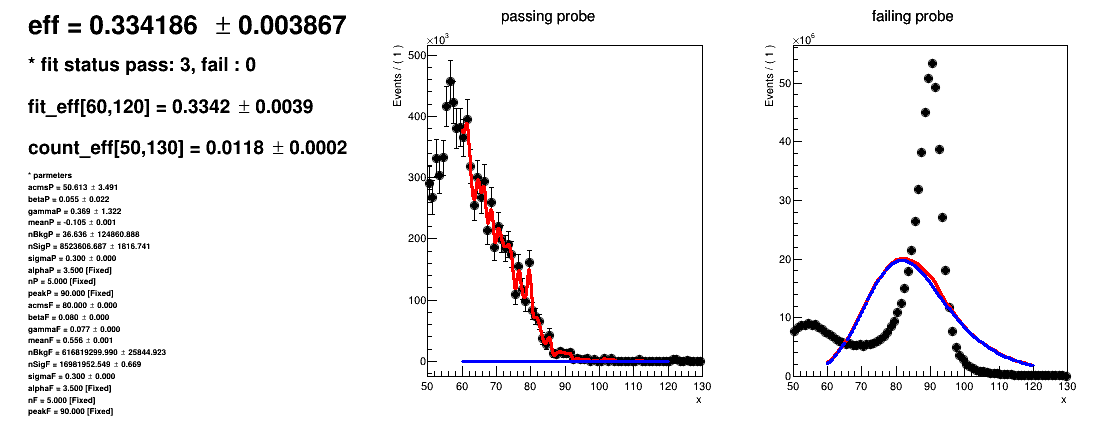 eff = 0.334186 ± 0.003867
* fit status pass: 3, fail : 0
fit_eff[60,120] = 0.3342 ± 0.0039
count_eff[50,130] = 0.0118 ± 0.0002
* parmeters
acmsP = 50.613 ± 3.491
betaP = 0.055 ± 0.022
gammaP = 0.369 ± 1.322
meanP = -0.105 ± 0.001
nBkgP = 36.636 ± 124860.888
nSigP = 8523606.687 ± 1816.741
sigmaP = 0.300 ± 0.000
alphaP = 3.500 [Fixed]
nP = 5.000 [Fixed]
peakP = 90.000 [Fixed]
acmsF = 80.000 ± 0.000
betaF = 0.080 ± 0.000
gammaF = 0.077 ± 0.000
meanF = 0.556 ± 0.001
nBkgF = 616819299.990 ± 25844.923
nSigF = 16981952.549 ± 0.669
sigmaF = 0.300 ± 0.000
alphaF = 3.500 [Fixed]
nF = 5.000 [Fixed]
peakF = 90.000 [Fixed]
passing probe
×10³
Events / ( 1 )
500
400
300
200
100
0
50 60 70 80 90 100 110 120 130
x
failing probe
×10⁶
Events / ( 1 )
50
40
30
20
10
0
50 60 70 80 90 100 110 120 130
x